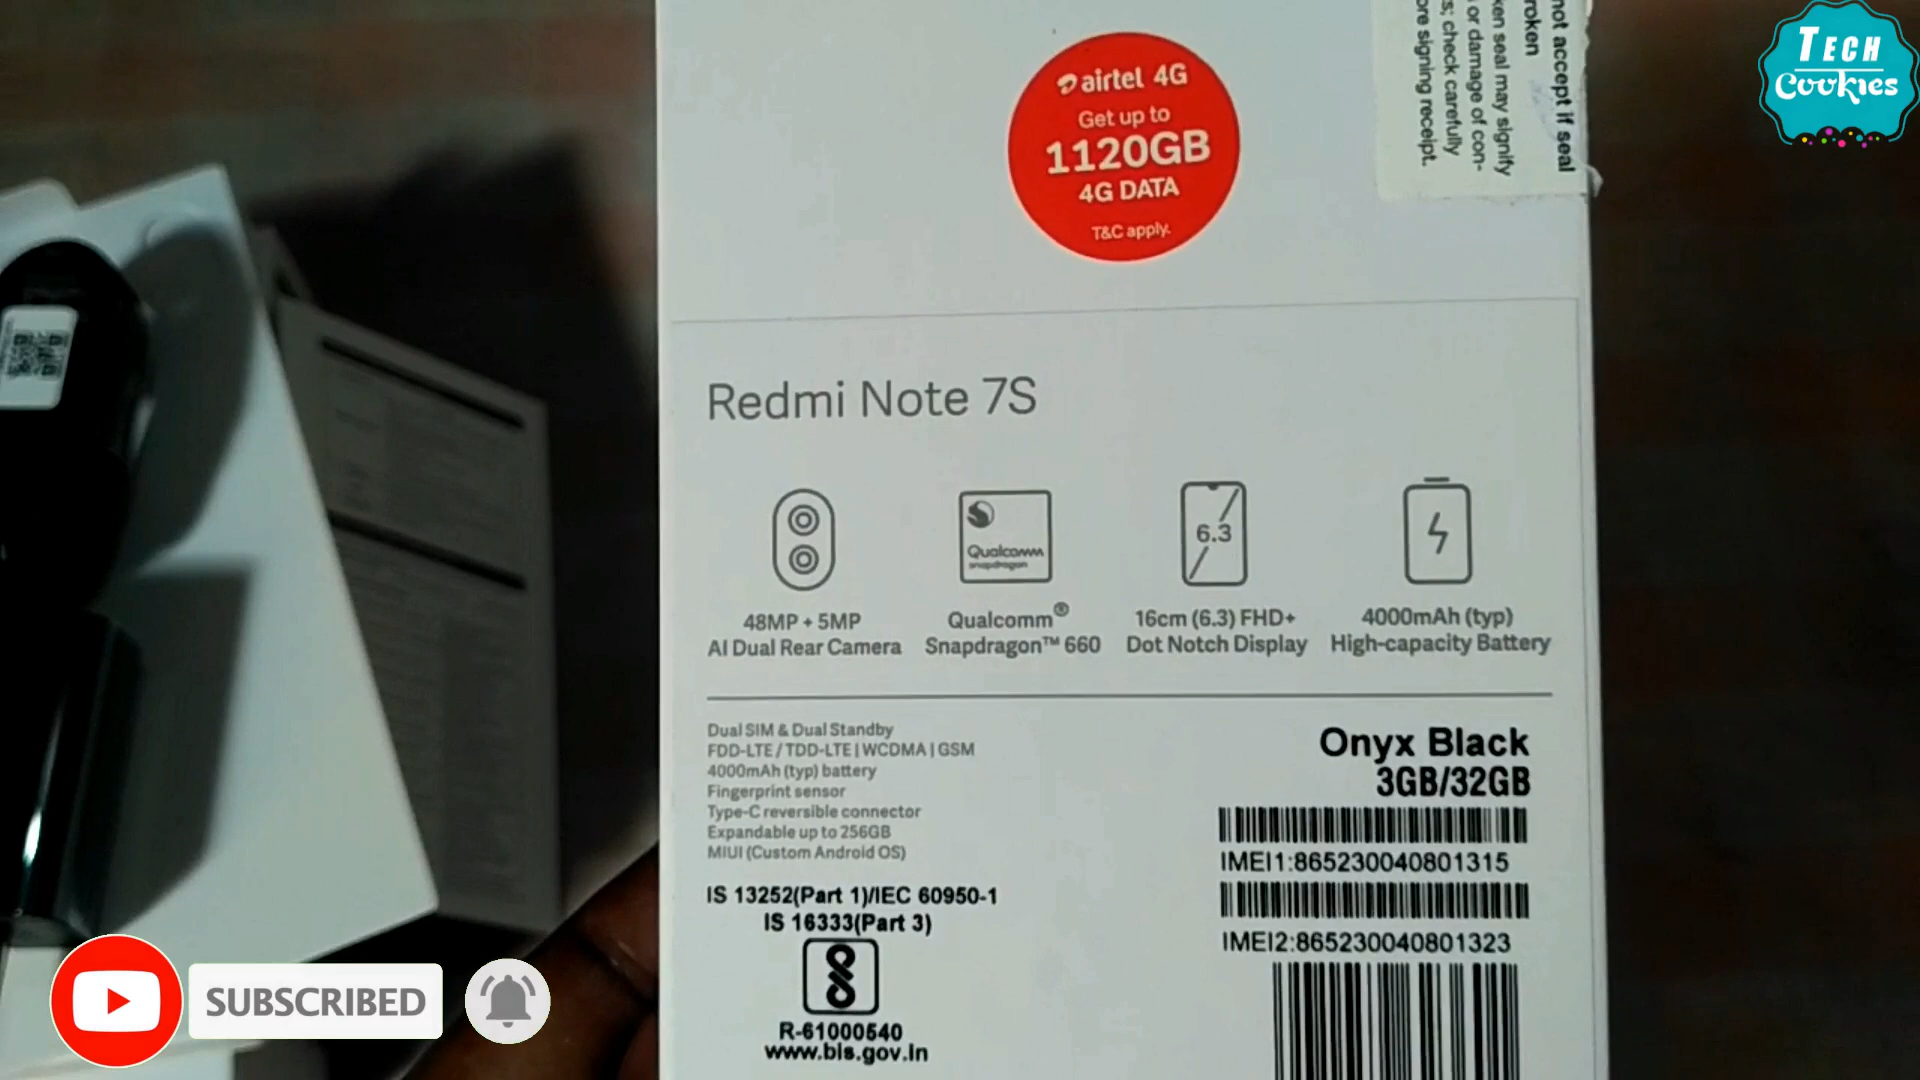 TECH
Cookies
not accept if seal
roken
ken seal may signify
or damage of con-
s; check carefully
ore signing receipt.
airtel 4G
Get up to
1120GB
4G DATA
T&C apply.
Redmi Note 7S
Qualcomm
snapdragon
6.3
48MP + 5MP
AI Dual Rear Camera
Qualcomm®
Snapdragon™ 660
16cm (6.3) FHD+
Dot Notch Display
4000mAh (typ)
High-capacity Battery
Dual SIM & Dual Standby
FDD-LTE / TDD-LTE | WCDMA | GSM
4000mAh (typ) battery
Fingerprint sensor
Type-C reversible connector
Expandable up to 256GB
MIUI (Custom Android OS)
Onyx Black
3GB/32GB
IMEI1:865230040801315
IMEI2:865230040801323
IS 13252(Part 1)/IEC 60950-1
IS 16333(Part 3)
R-61000540
www.bis.gov.in
SUBSCRIBED